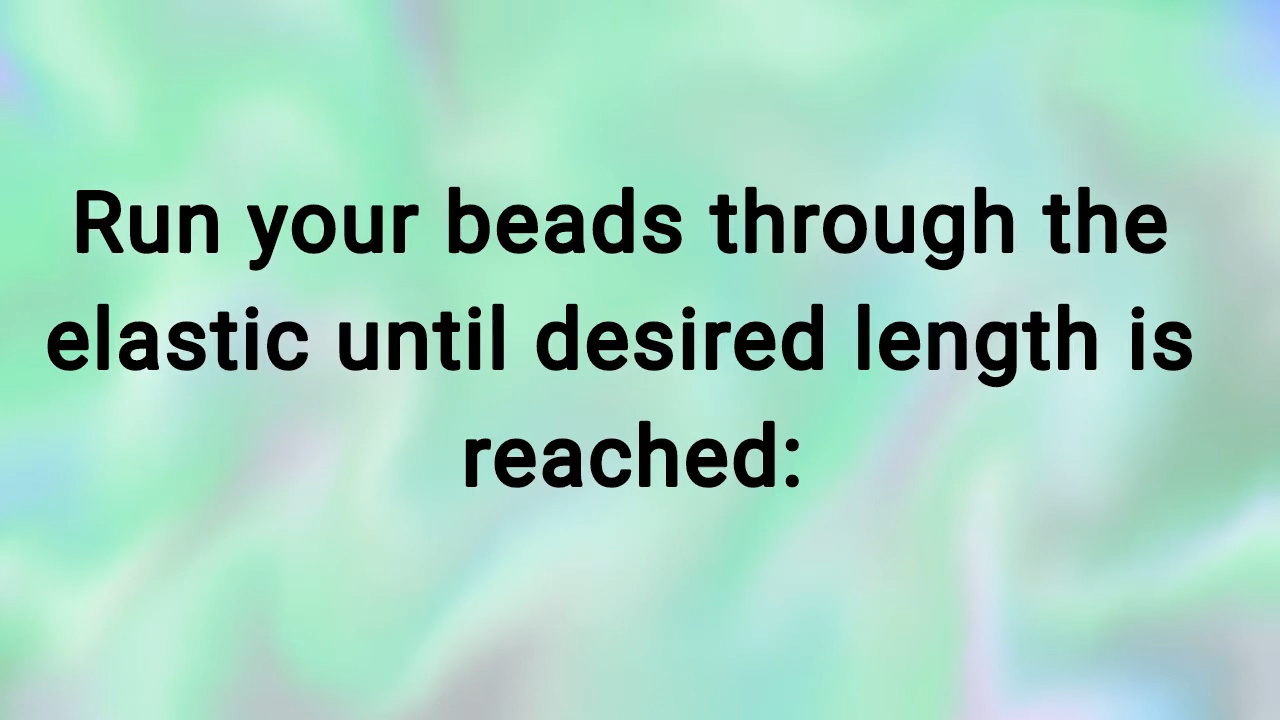 Run your beads through the
elastic until desired length is
reached: